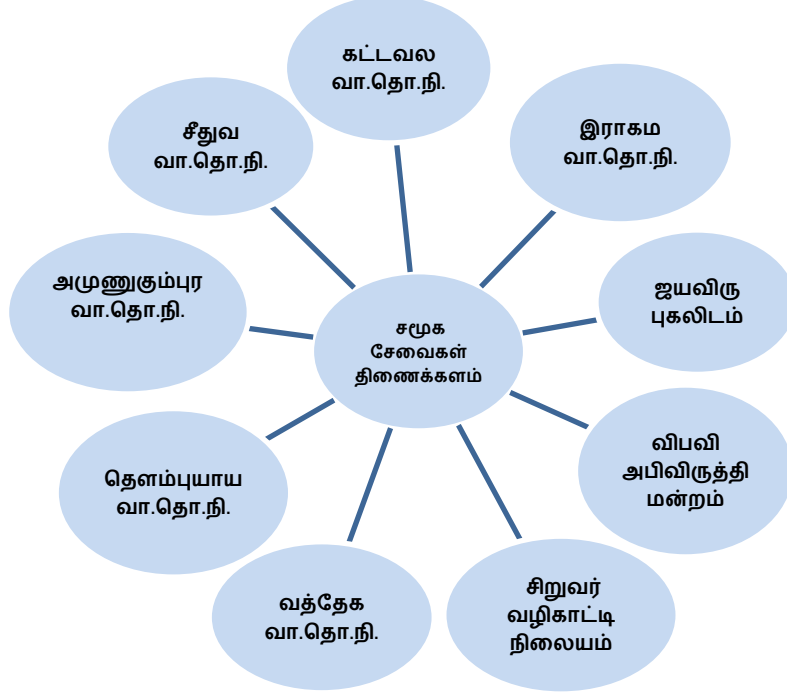 கட்டவல
வா.தொ.நி.
சீதுவ
வா.தொ.நி.
இராகம
வா.தொ.நி.
அமுணுகும்புர
வா.தொ.நி.
ஜயவிரு
புகலிடம்
சமூக
சேவைகள்
திணைக்களம்
விபவி
அபிவிருத்தி
மன்றம்
தௌம்புயாய
வா.தொ.நி.
சிறுவர்
வழிகாட்டி
நிலையம்
வத்தேக
வா.தொ.நி.